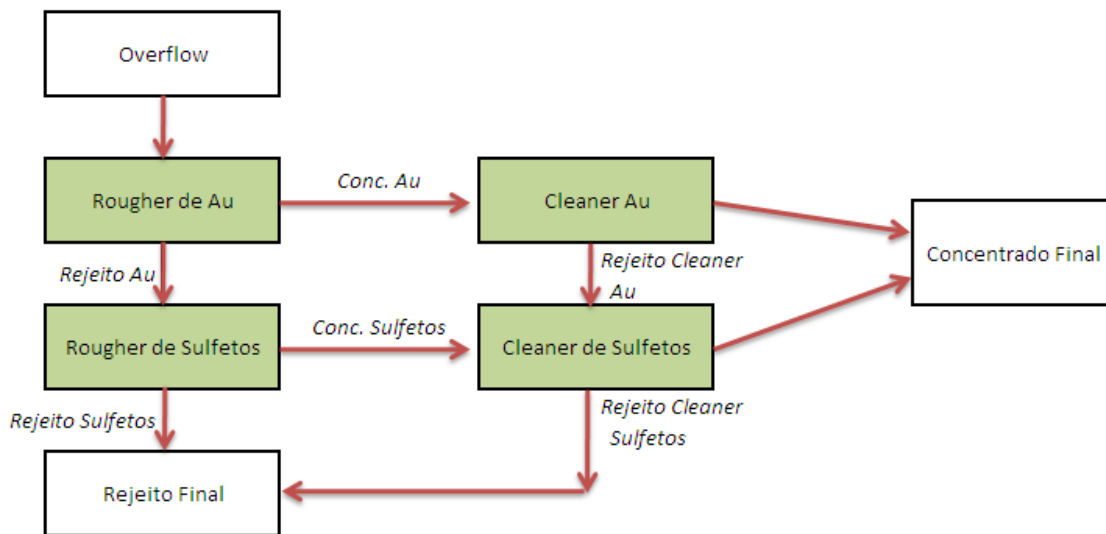 Overflow
Rougher de Au
Conc. Au
Cleaner Au
Concentrado Final
Rejeito Au
Rejeito Cleaner
Au
Rougher de Sulfetos
Conc. Sulfetos
Cleaner de Sulfetos
Rejeito Sulfetos
Rejeito Cleaner
Sulfetos
Rejeito Final